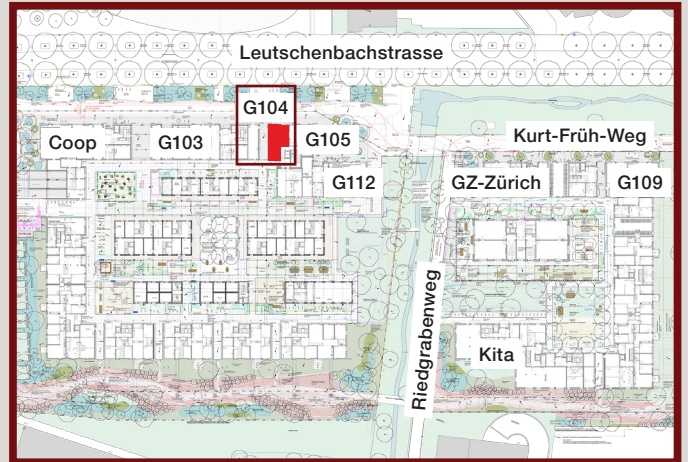 Leutschenbachstrasse
G104
Coop
G103
G105
Kurt-Früh-Weg
G112
GZ-Zürich
G109
Riedgrabenweg
Kita